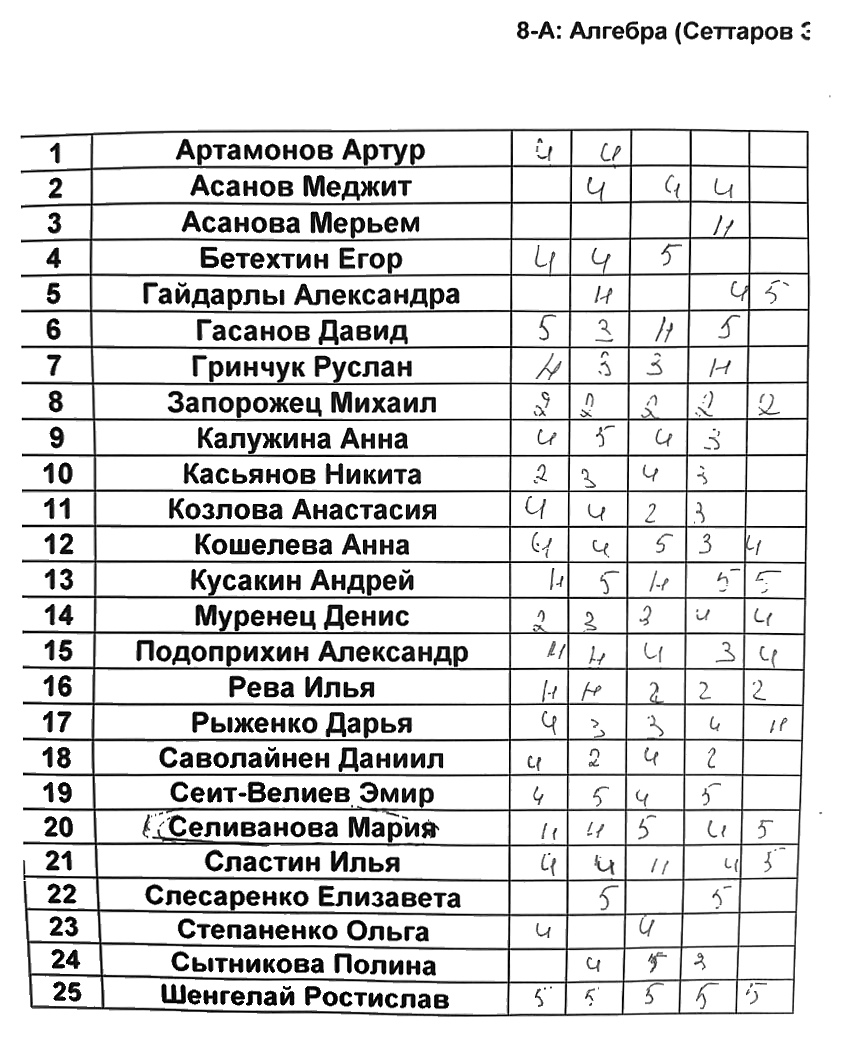 8-А: Алгебра (Сеттаров Э
1 Артамонов Артур 4 4
2 Асанов Меджит 4 4 4
3 Асанова Мерьем Н
4 Бетехтин Егор 4 4 5
5 Гайдарлы Александра Н 4 5
6 Гасанов Давид 5 3 Н 5
7 Гринчук Руслан Н 3 3 Н
8 Запорожец Михаил 2 2 2 2 2
9 Калужина Анна 4 5 4 3
10 Касьянов Никита 2 3 4 3
11 Козлова Анастасия 4 4 2 3
12 Кошелева Анна 4 4 5 3 4
13 Кусакин Андрей Н 5 Н 5 5
14 Муренец Денис 2 3 3 4 4
15 Подоприхин Александр Н Н 4 3 4
16 Рева Илья Н Н 2 2 2
17 Рыженко Дарья 4 3 3 4 Н
18 Саволайнен Даниил 4 2 4 2
19 Сеит-Велиев Эмир 4 5 4 5
20 Селиванова Мария Н Н 5 4 5
21 Сластин Илья 4 4 Н 4 5
22 Слесаренко Елизавета 5 5
23 Степаненко Ольга 4 4
24 Сытникова Полина 4 5 3
25 Шенгелай Ростислав 5 5 5 5 5